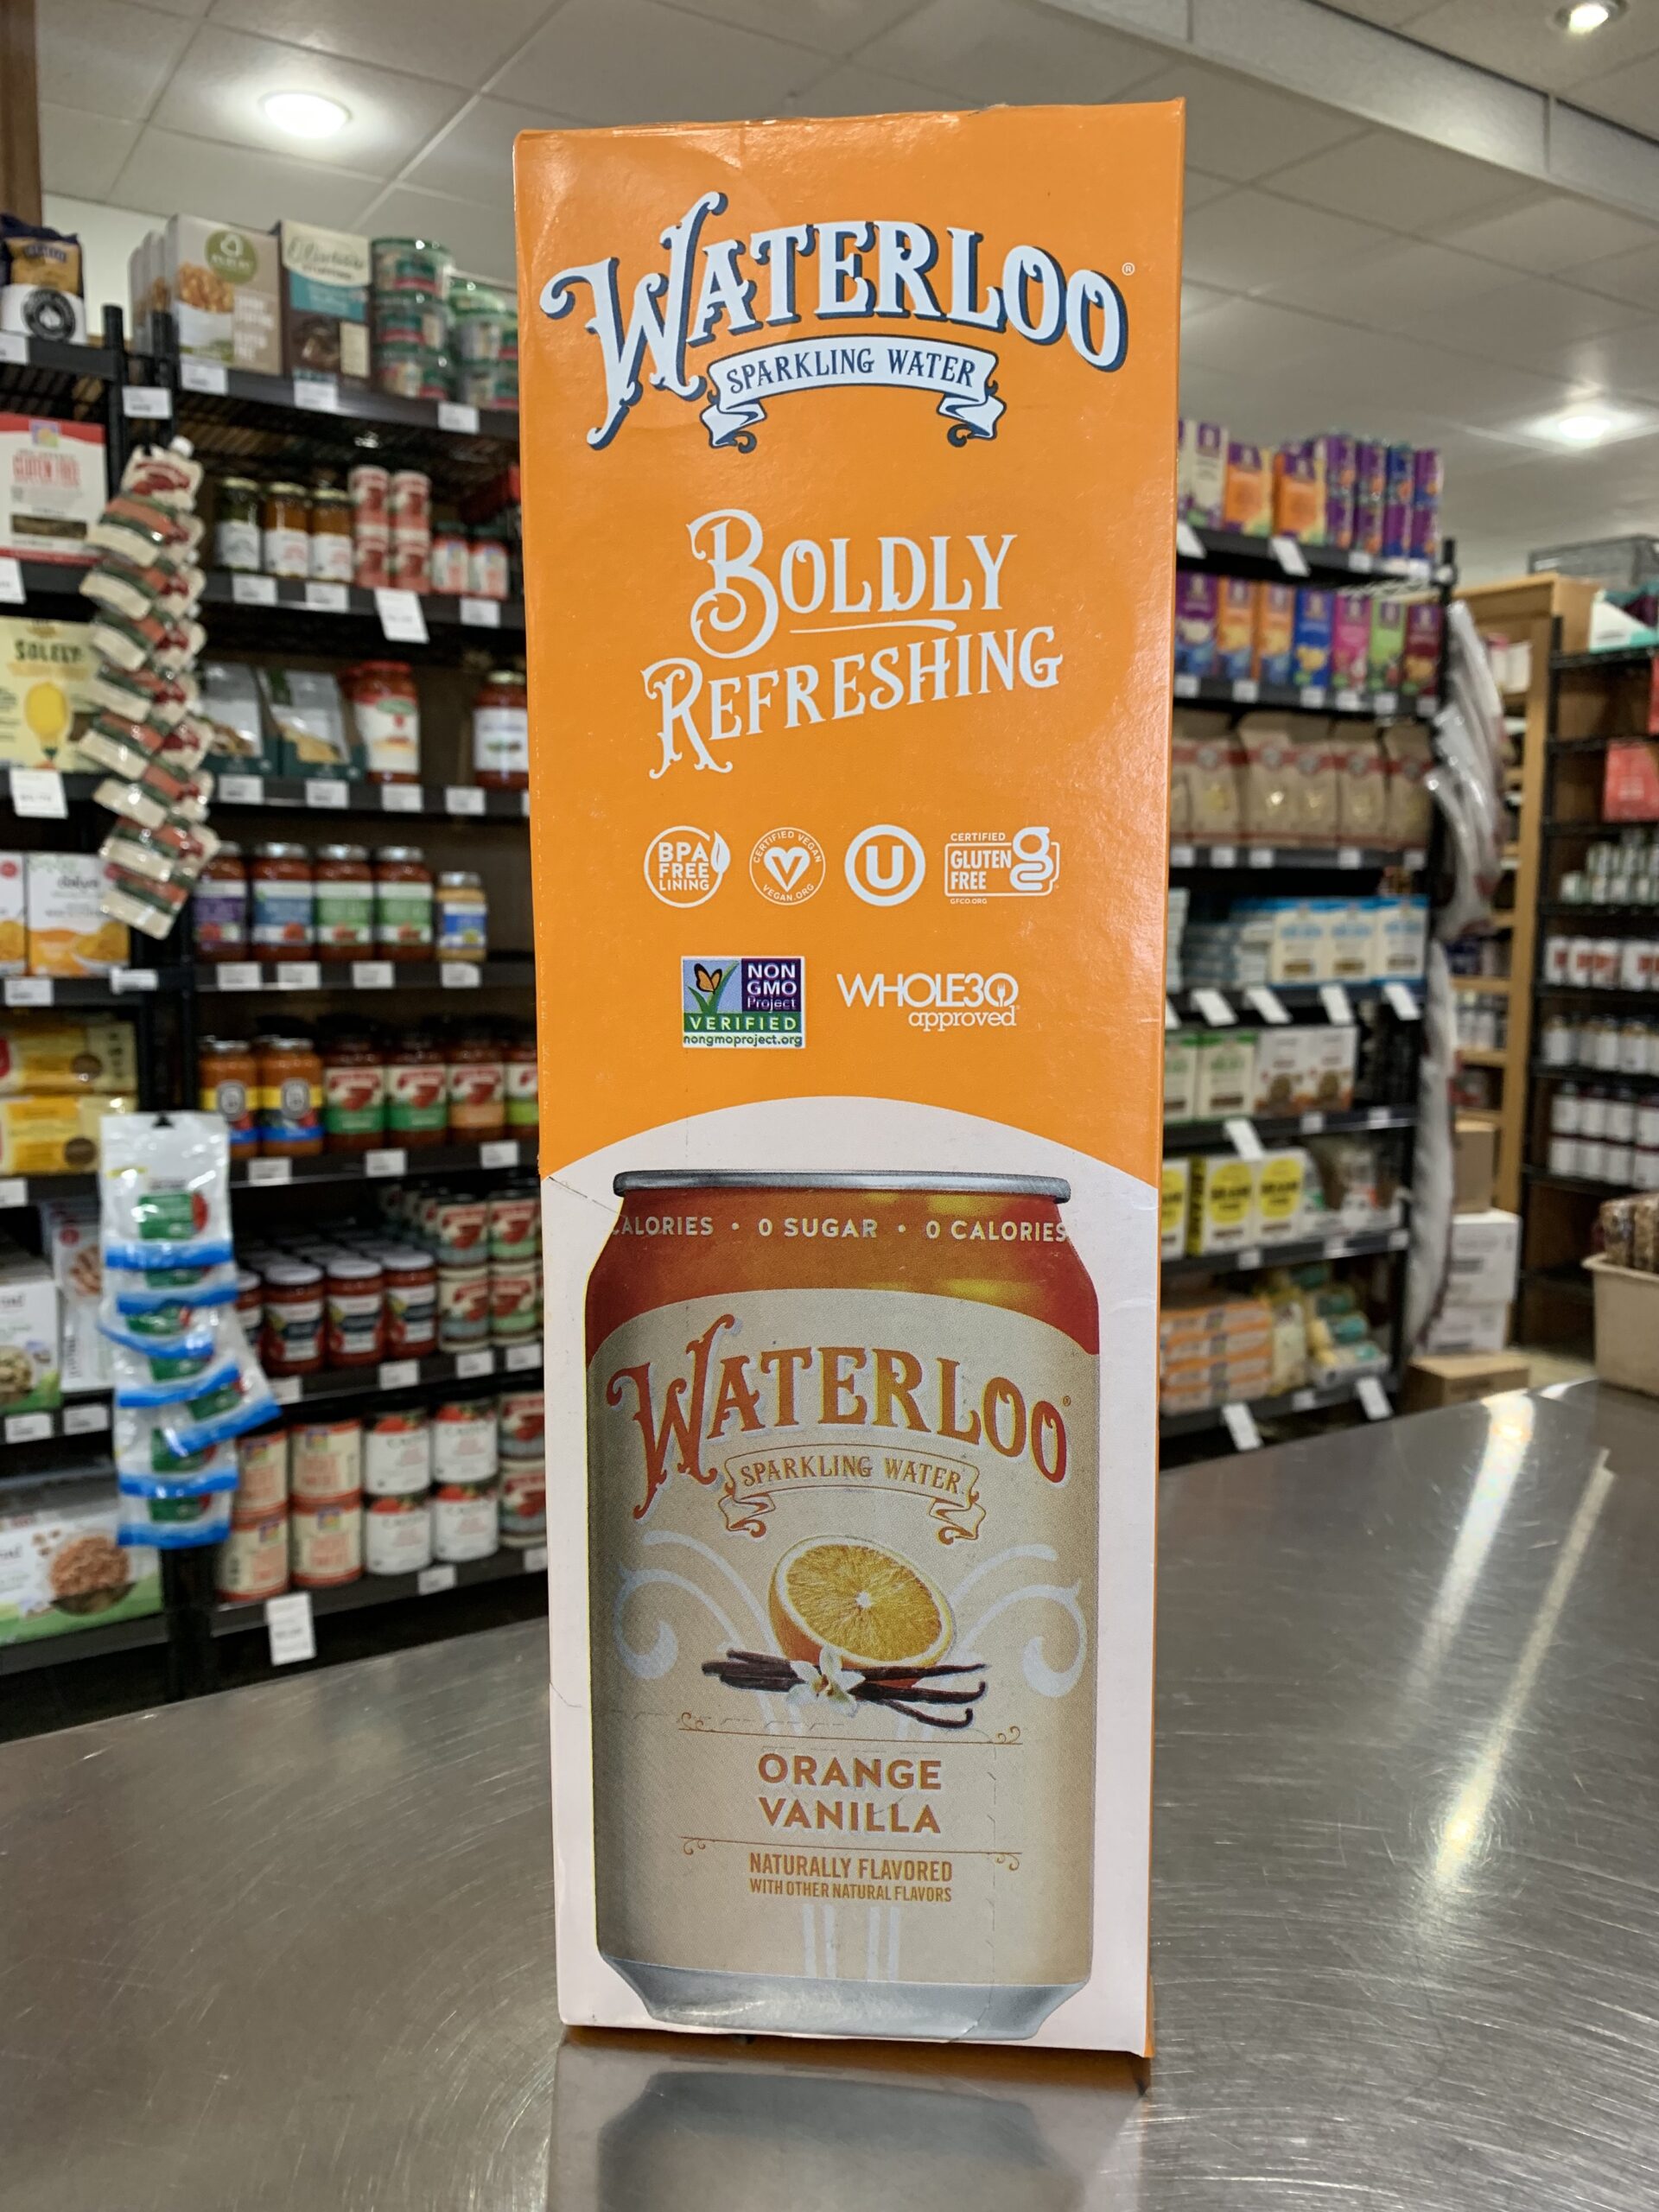 WATERLOO®
SPARKLING WATER
BOLDLY
REFRESHING
BPA
FREE
LINING
CERTIFIED VEGAN
VEGAN.ORG
U
CERTIFIED
GLUTEN
FREE
GFCO.ORG
NON
GMO
Project
VERIFIED
nongmoproject.org
WHOLE30
approved
CALORIES • 0 SUGAR • 0 CALORIES
WATERLOO®
SPARKLING WATER
ORANGE
VANILLA
NATURALLY FLAVORED
WITH OTHER NATURAL FLAVORS
SOLELY